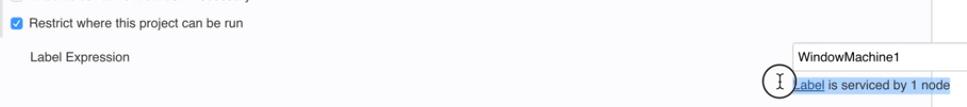 Restrict where this project can be run
Label Expression
WindowMachine1
Label is serviced by 1 node